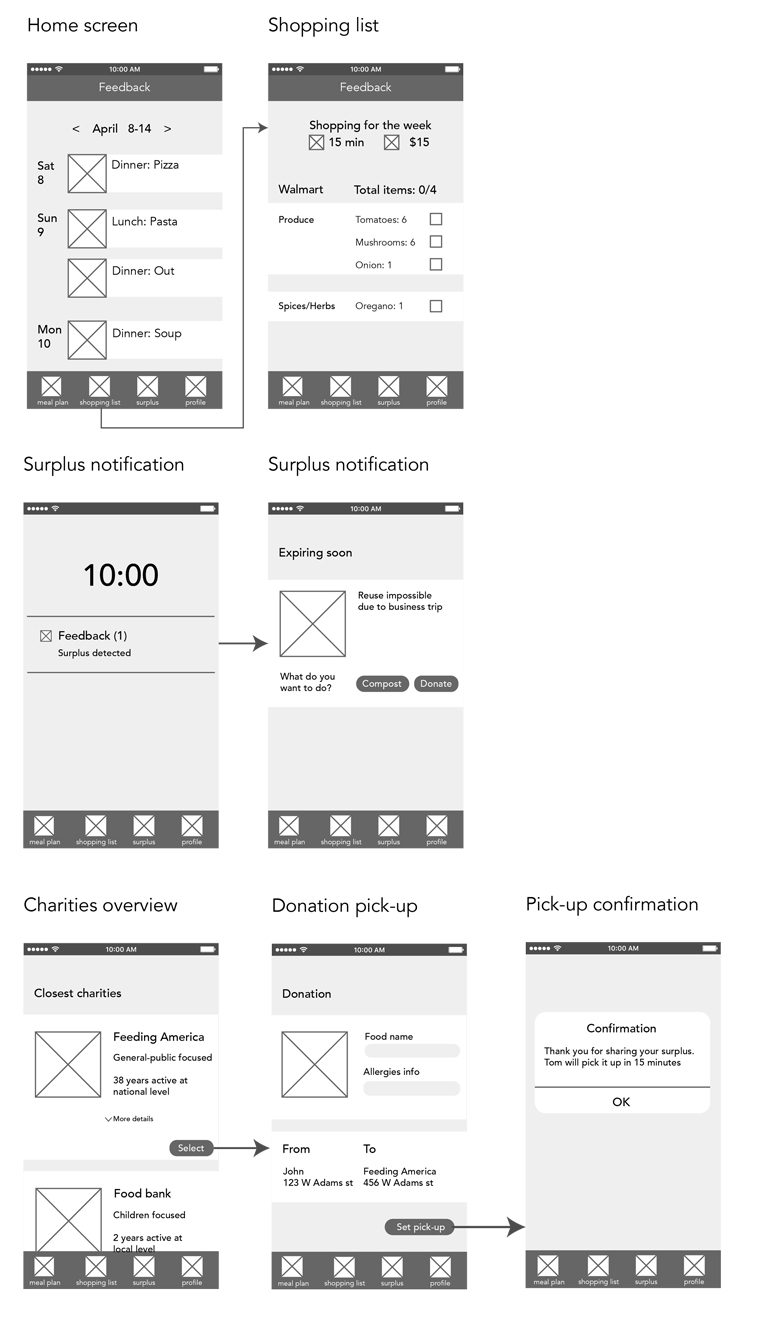 Home screen
Shopping list
10:00 AM
Feedback
< April 8-14 >
Sat
8
Dinner: Pizza
Sun
9
Lunch: Pasta
Dinner: Out
Mon
10
Dinner: Soup
meal plan shopping list surplus profile
10:00 AM
Feedback
Shopping for the week
15 min $15
Walmart Total items: 0/4
Produce Tomatoes: 6
Mushrooms: 6
Onion: 1
Spices/Herbs Oregano: 1
meal plan shopping list surplus profile
Surplus notification
Surplus notification
10:00
Feedback (1)
Surplus detected
meal plan shopping list surplus profile
10:00 AM
Expiring soon
Reuse impossible
due to business trip
What do you
want to do?
Compost Donate
meal plan shopping list surplus profile
Charities overview
Donation pick-up
Pick-up confirmation
10:00 AM
Closest charities
Feeding America
General-public focused
38 years active at
national level
More details
Select
Food bank
Children focused
2 years active at
local level
meal plan shopping list surplus profile
10:00 AM
Donation
Food name
Allergies info
From To
John Feeding America
123 W Adams st 456 W Adams st
Set pick-up
meal plan shopping list surplus profile
10:00 AM
Confirmation
Thank you for sharing your surplus.
Tom will pick it up in 15 minutes
OK
meal plan shopping list surplus profile